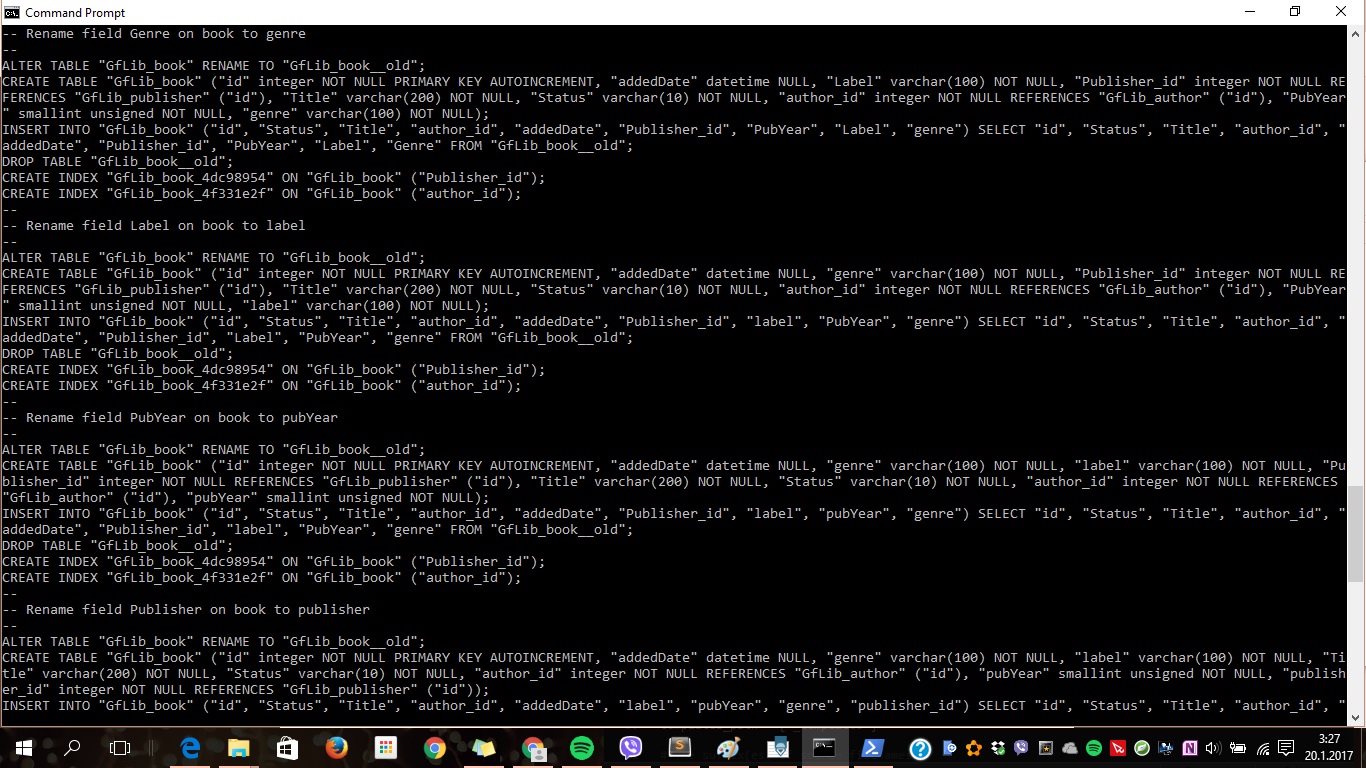 Command Prompt
-- Rename field Genre on book to genre
--
ALTER TABLE "GfLib_book" RENAME TO "GfLib_book__old";
CREATE TABLE "GfLib_book" ("id" integer NOT NULL PRIMARY KEY AUTOINCREMENT, "addedDate" datetime NULL, "Label" varchar(100) NOT NULL, "Publisher_id" integer NOT NULL RE
FERENCES "GfLib_publisher" ("id"), "Title" varchar(200) NOT NULL, "Status" varchar(10) NOT NULL, "author_id" integer NOT NULL REFERENCES "GfLib_author" ("id"), "PubYear
" smallint unsigned NOT NULL, "genre" varchar(100) NOT NULL);
INSERT INTO "GfLib_book" ("id", "Status", "Title", "author_id", "addedDate", "Publisher_id", "PubYear", "Label", "genre") SELECT "id", "Status", "Title", "author_id", "
addedDate", "Publisher_id", "PubYear", "Label", "Genre" FROM "GfLib_book__old";
DROP TABLE "GfLib_book__old";
CREATE INDEX "GfLib_book_4dc98954" ON "GfLib_book" ("Publisher_id");
CREATE INDEX "GfLib_book_4f331e2f" ON "GfLib_book" ("author_id");
--
-- Rename field Label on book to label
--
ALTER TABLE "GfLib_book" RENAME TO "GfLib_book__old";
CREATE TABLE "GfLib_book" ("id" integer NOT NULL PRIMARY KEY AUTOINCREMENT, "addedDate" datetime NULL, "genre" varchar(100) NOT NULL, "Publisher_id" integer NOT NULL RE
FERENCES "GfLib_publisher" ("id"), "Title" varchar(200) NOT NULL, "Status" varchar(10) NOT NULL, "author_id" integer NOT NULL REFERENCES "GfLib_author" ("id"), "PubYear
" smallint unsigned NOT NULL, "label" varchar(100) NOT NULL);
INSERT INTO "GfLib_book" ("id", "Status", "Title", "author_id", "addedDate", "Publisher_id", "label", "PubYear", "genre") SELECT "id", "Status", "Title", "author_id", "
addedDate", "Publisher_id", "Label", "PubYear", "genre" FROM "GfLib_book__old";
DROP TABLE "GfLib_book__old";
CREATE INDEX "GfLib_book_4dc98954" ON "GfLib_book" ("Publisher_id");
CREATE INDEX "GfLib_book_4f331e2f" ON "GfLib_book" ("author_id");
--
-- Rename field PubYear on book to pubYear
--
ALTER TABLE "GfLib_book" RENAME TO "GfLib_book__old";
CREATE TABLE "GfLib_book" ("id" integer NOT NULL PRIMARY KEY AUTOINCREMENT, "addedDate" datetime NULL, "genre" varchar(100) NOT NULL, "label" varchar(100) NOT NULL, "Pu
blisher_id" integer NOT NULL REFERENCES "GfLib_publisher" ("id"), "Title" varchar(200) NOT NULL, "Status" varchar(10) NOT NULL, "author_id" integer NOT NULL REFERENCES
"GfLib_author" ("id"), "pubYear" smallint unsigned NOT NULL);
INSERT INTO "GfLib_book" ("id", "Status", "Title", "author_id", "addedDate", "Publisher_id", "label", "pubYear", "genre") SELECT "id", "Status", "Title", "author_id", "
addedDate", "Publisher_id", "label", "PubYear", "genre" FROM "GfLib_book__old";
DROP TABLE "GfLib_book__old";
CREATE INDEX "GfLib_book_4dc98954" ON "GfLib_book" ("Publisher_id");
CREATE INDEX "GfLib_book_4f331e2f" ON "GfLib_book" ("author_id");
--
-- Rename field Publisher on book to publisher
--
ALTER TABLE "GfLib_book" RENAME TO "GfLib_book__old";
CREATE TABLE "GfLib_book" ("id" integer NOT NULL PRIMARY KEY AUTOINCREMENT, "addedDate" datetime NULL, "genre" varchar(100) NOT NULL, "label" varchar(100) NOT NULL, "Ti
tle" varchar(200) NOT NULL, "Status" varchar(10) NOT NULL, "author_id" integer NOT NULL REFERENCES "GfLib_author" ("id"), "pubYear" smallint unsigned NOT NULL, "publish
er_id" integer NOT NULL REFERENCES "GfLib_publisher" ("id"));
INSERT INTO "GfLib_book" ("id", "Status", "Title", "author_id", "addedDate", "label", "pubYear", "genre", "publisher_id") SELECT "id", "Status", "Title", "author_id", "
3:27
20.1.2017